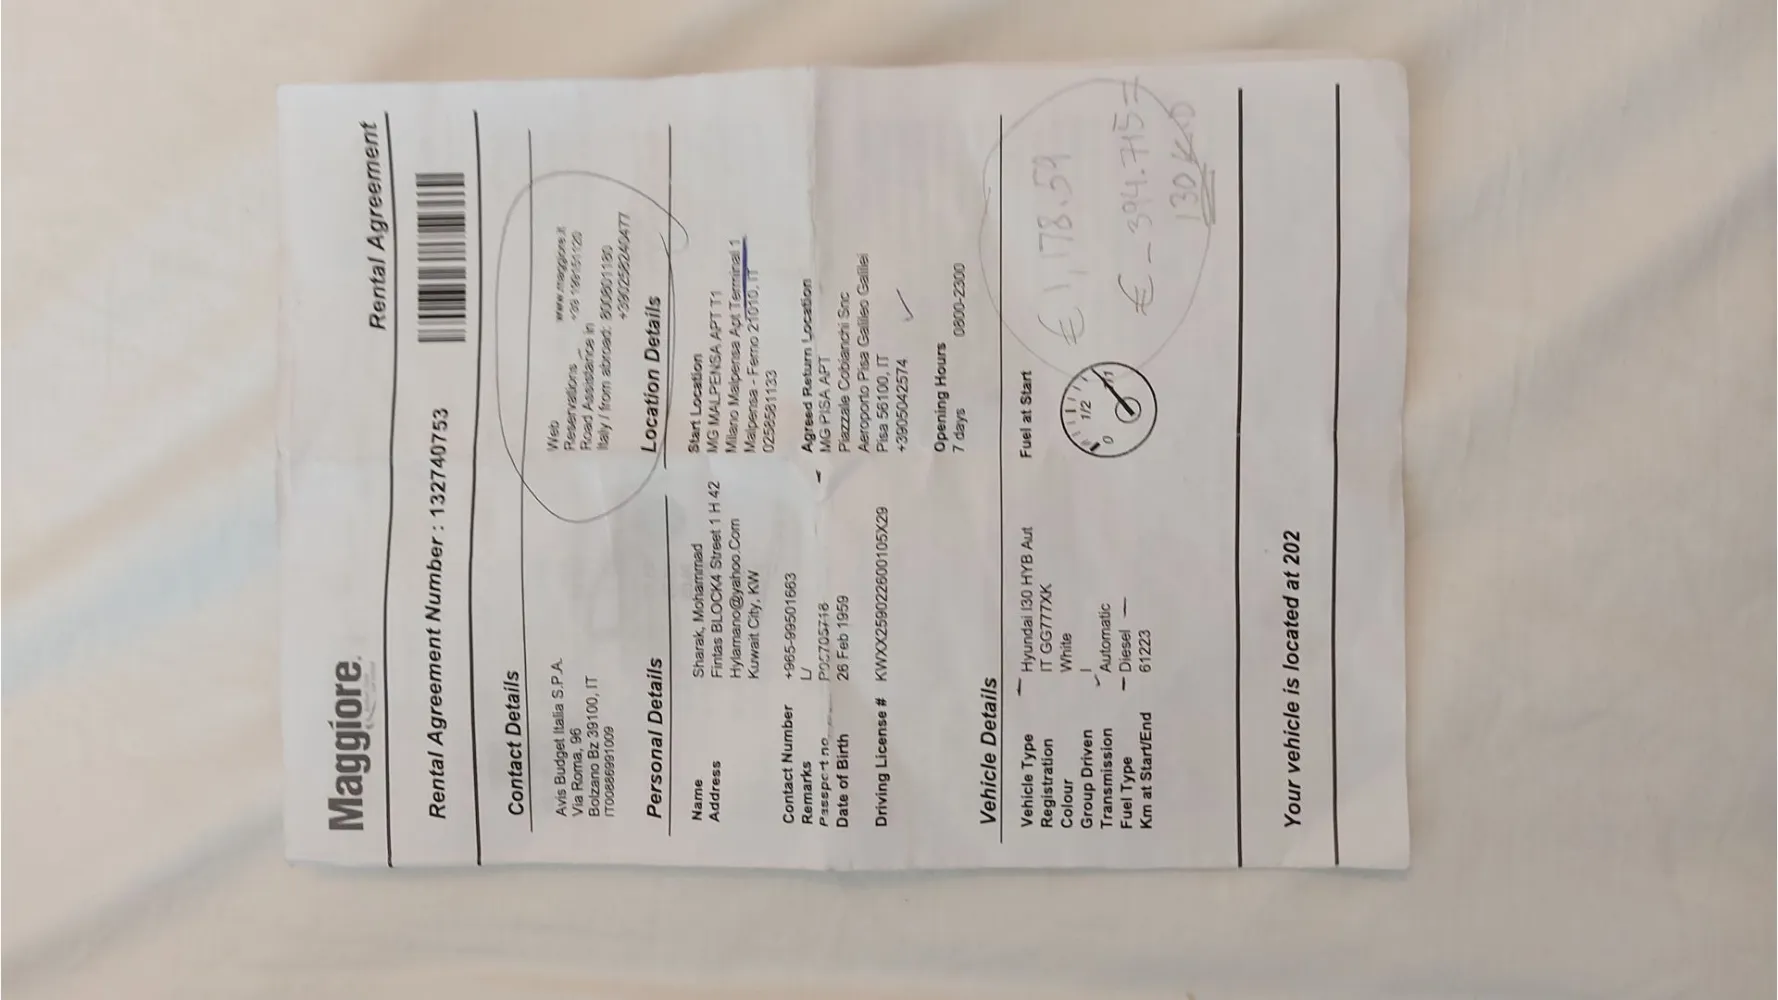 Maggiore.
Rental Agreement
Rental Agreement Number : 132740753
Contact Details
Avis Budget Italia S.P.A.
Via Roma, 96
Bolzano Bz 39100, IT
IT00886991009
Web www.maggiore.it
Reservations +39 199151120
Road Assistance in
Italy / from abroad: 800801180
+390258240477
Personal Details
Name Sharak, Mohammad
Address Fintas BLOCK4 Street 1 H 42
Hylamano@yahoo.Com
Kuwait City, KW
Contact Number +965-99501663
Remarks L/
Passport no
Date of Birth 26 Feb 1959
Driving License # KWXX259022600105X29
Location Details
Start Location
MG MALPENSA APT T1
Milano Malpensa Apt Terminal 1
Malpensa - Ferno 21010, IT
0258581133
Agreed Return Location
MG PISA APT
Piazzale Cobianchi Snc
Aeroporto Pisa Galileo Galilei
Pisa 56100, IT
+3905042574
Opening Hours
7 days 0800-2300
Vehicle Details
Vehicle Type Hyundai I30 HYB Aut
Registration IT GG777XK
Colour White
Group Driven I
Transmission Automatic
Fuel Type Diesel
Km at Start/End 61223
Fuel at Start
0 1/2 1
€ 1,178.59
€ - 394.715 =
130 KD
Your vehicle is located at 202